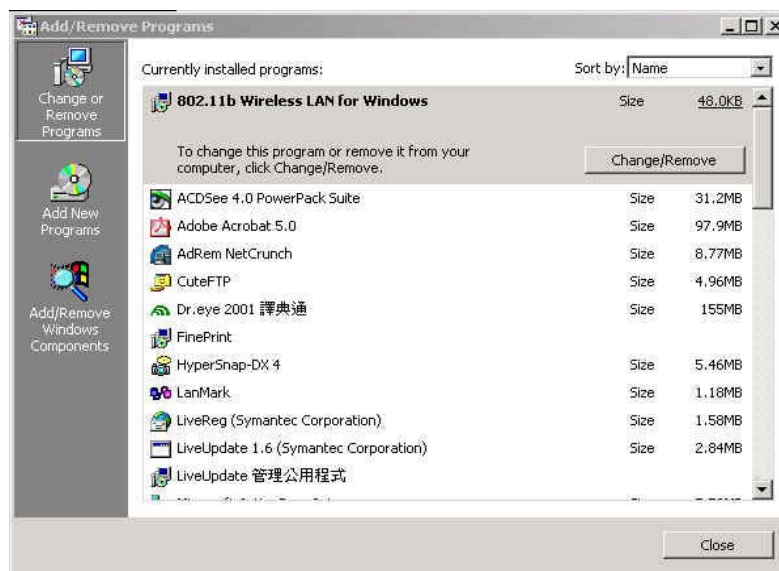 Add/Remove Programs
Change or
Remove
Programs
Add New
Programs
Add/Remove
Windows
Components
Currently installed programs:
Sort by: Name
802.11b Wireless LAN for Windows Size 48.0KB
To change this program or remove it from your
computer, click Change/Remove.
Change/Remove
ACDSee 4.0 PowerPack Suite Size 31.2MB
Adobe Acrobat 5.0 Size 97.9MB
AdRem NetCrunch Size 8.77MB
CuteFTP Size 4.96MB
Dr.eye 2001 譯典通 Size 155MB
FinePrint
HyperSnap-DX 4 Size 5.46MB
LanMark Size 1.18MB
LiveReg (Symantec Corporation) Size 1.58MB
LiveUpdate 1.6 (Symantec Corporation) Size 2.84MB
LiveUpdate 管理公用程式
Close